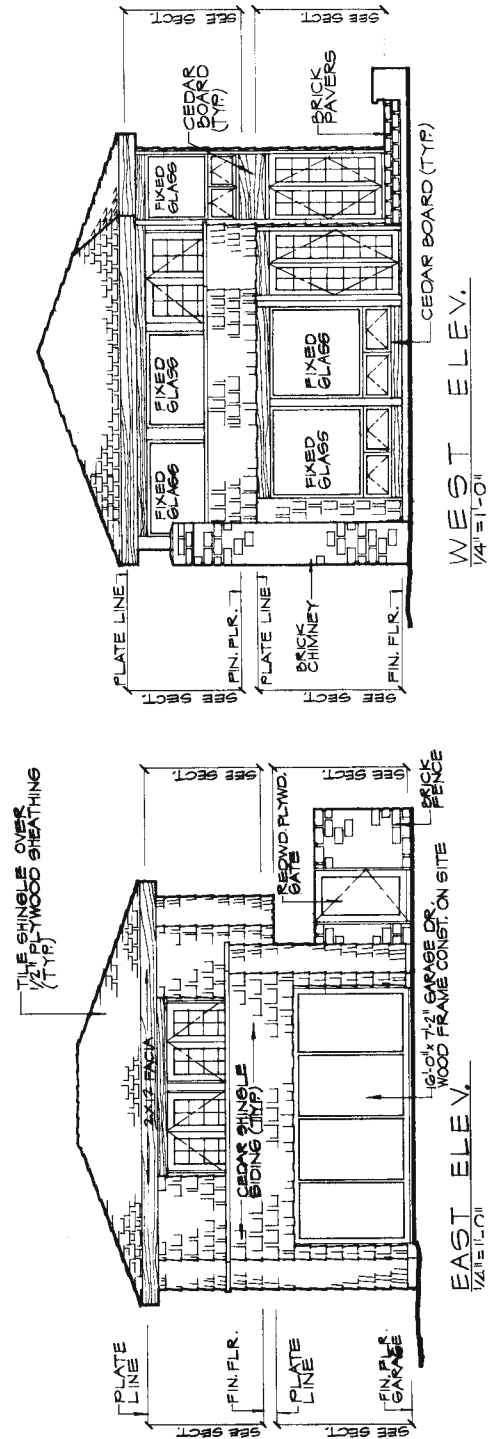 TILE SHINGLE OVER
1/2" PLYWOOD SHEATHING
(TYP.)
2X12 FACIA
PLATE
LINE
SEE SECT.
SEE SECT.
FIN. FLR.
PLATE
LINE
CEDAR SHINGLE
SIDING (TYP.)
REDWD. PLYWD.
GATE
SEE SECT.
SEE SECT.
FIN. FLR.
GARAGE
16'-0" x 7'-2" GARAGE DR.
WOOD FRAME CONST. ON SITE
BRICK
FENCE
EAST ELEV.
1/4" = 1'-0"
PLATE LINE
SEE SECT.
FIN. FLR.
PLATE LINE
SEE SECT.
BRICK
CHIMNEY
FIN. FLR.
FIXED
GLASS
FIXED
GLASS
FIXED
GLASS
CEDAR
BOARD
(TYP.)
SEE SECT.
FIXED
GLASS
FIXED
GLASS
BRICK
PAVERS
SEE SECT.
CEDAR BOARD (TYP.)
WEST ELEV.
1/4" = 1'-0"